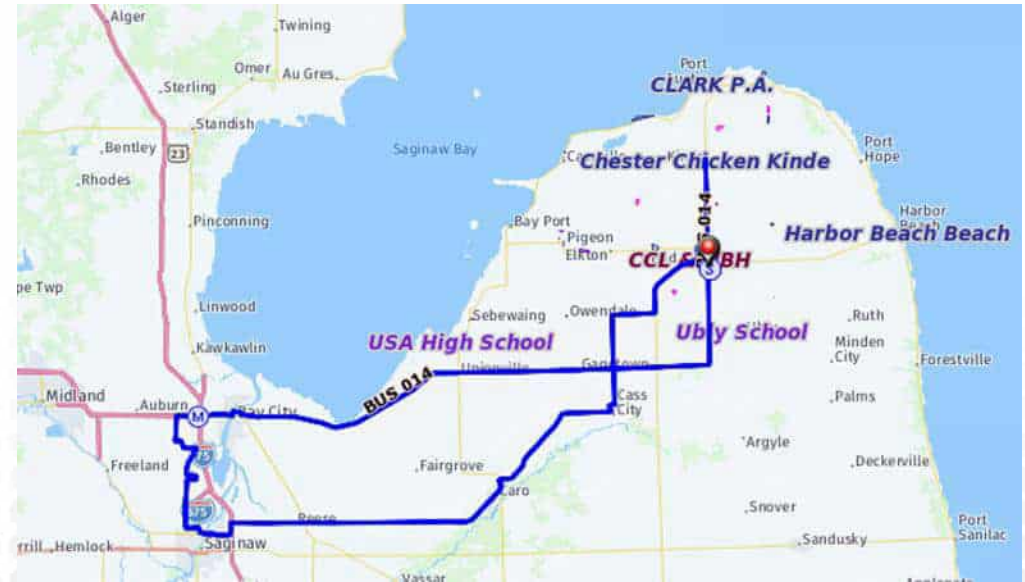 Alger
Twining
Omer
Au Gres
Sterling
Port
CLARK P.A.
Standish
23
Bentley
Saginaw Bay
Port
Hope
Chester Chicken Kinde
Rhodes
Pinconning
Bay Port
Harbor
Harbor Beach Beach
Pigeon
Elkton
CCL & BH
S
pe Twp
Linwood
Sebewaing
Owendale
Ruth
Ubly School
USA High School
Minden
City
Kawkawlin
Forestville
Unionville
Gagetown
BUS 014
Midland
Auburn
M
Bay City
Cass
City
Palms
Argyle
Freeland
Fairgrove
Deckerville
Caro
Snover
Reese
Port
Sanilac
Hemlock
Saginaw
Sandusky
Vassar